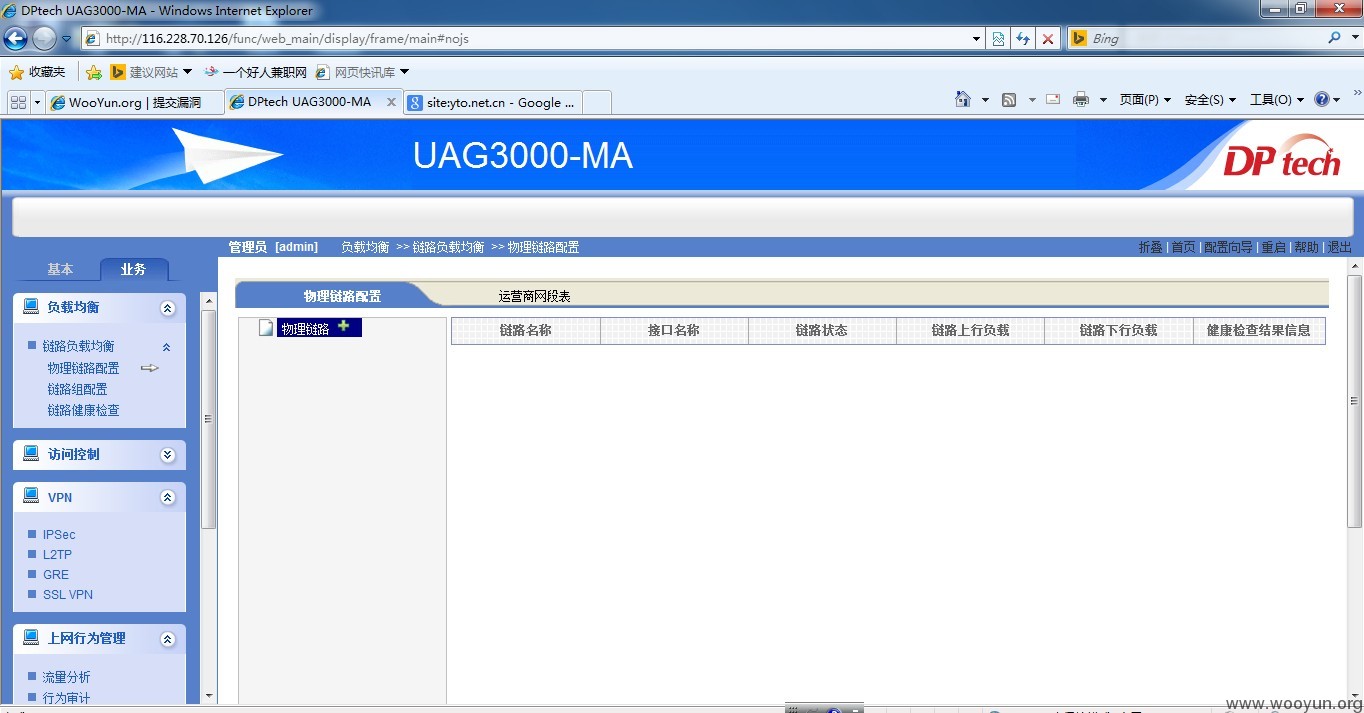 DPtech UAG3000-MA - Windows Internet Explorer
http://116.228.70.126/func/web_main/display/frame/main#nojs
Bing
收藏夹 建议网站 一个好人兼职网 网页快讯库
WooYun.org | 提交漏洞 DPtech UAG3000-MA site:yto.net.cn - Google ...
页面(P) 安全(S) 工具(O)
UAG3000-MA
DPtech
管理员 [admin] 负载均衡 >> 链路负载均衡 >> 物理链路配置
折叠 | 首页 | 配置向导 | 重启 | 帮助 | 退出
基本 业务
负载均衡
链路负载均衡
物理链路配置
链路组配置
链路健康检查
访问控制
VPN
IPSec
L2TP
GRE
SSL VPN
上网行为管理
流量分析
行为审计
物理链路配置 运营商网段表
物理链路
链路名称 接口名称 链路状态 链路上行负载 链路下行负载 健康检查结果信息
www.wooyun.org